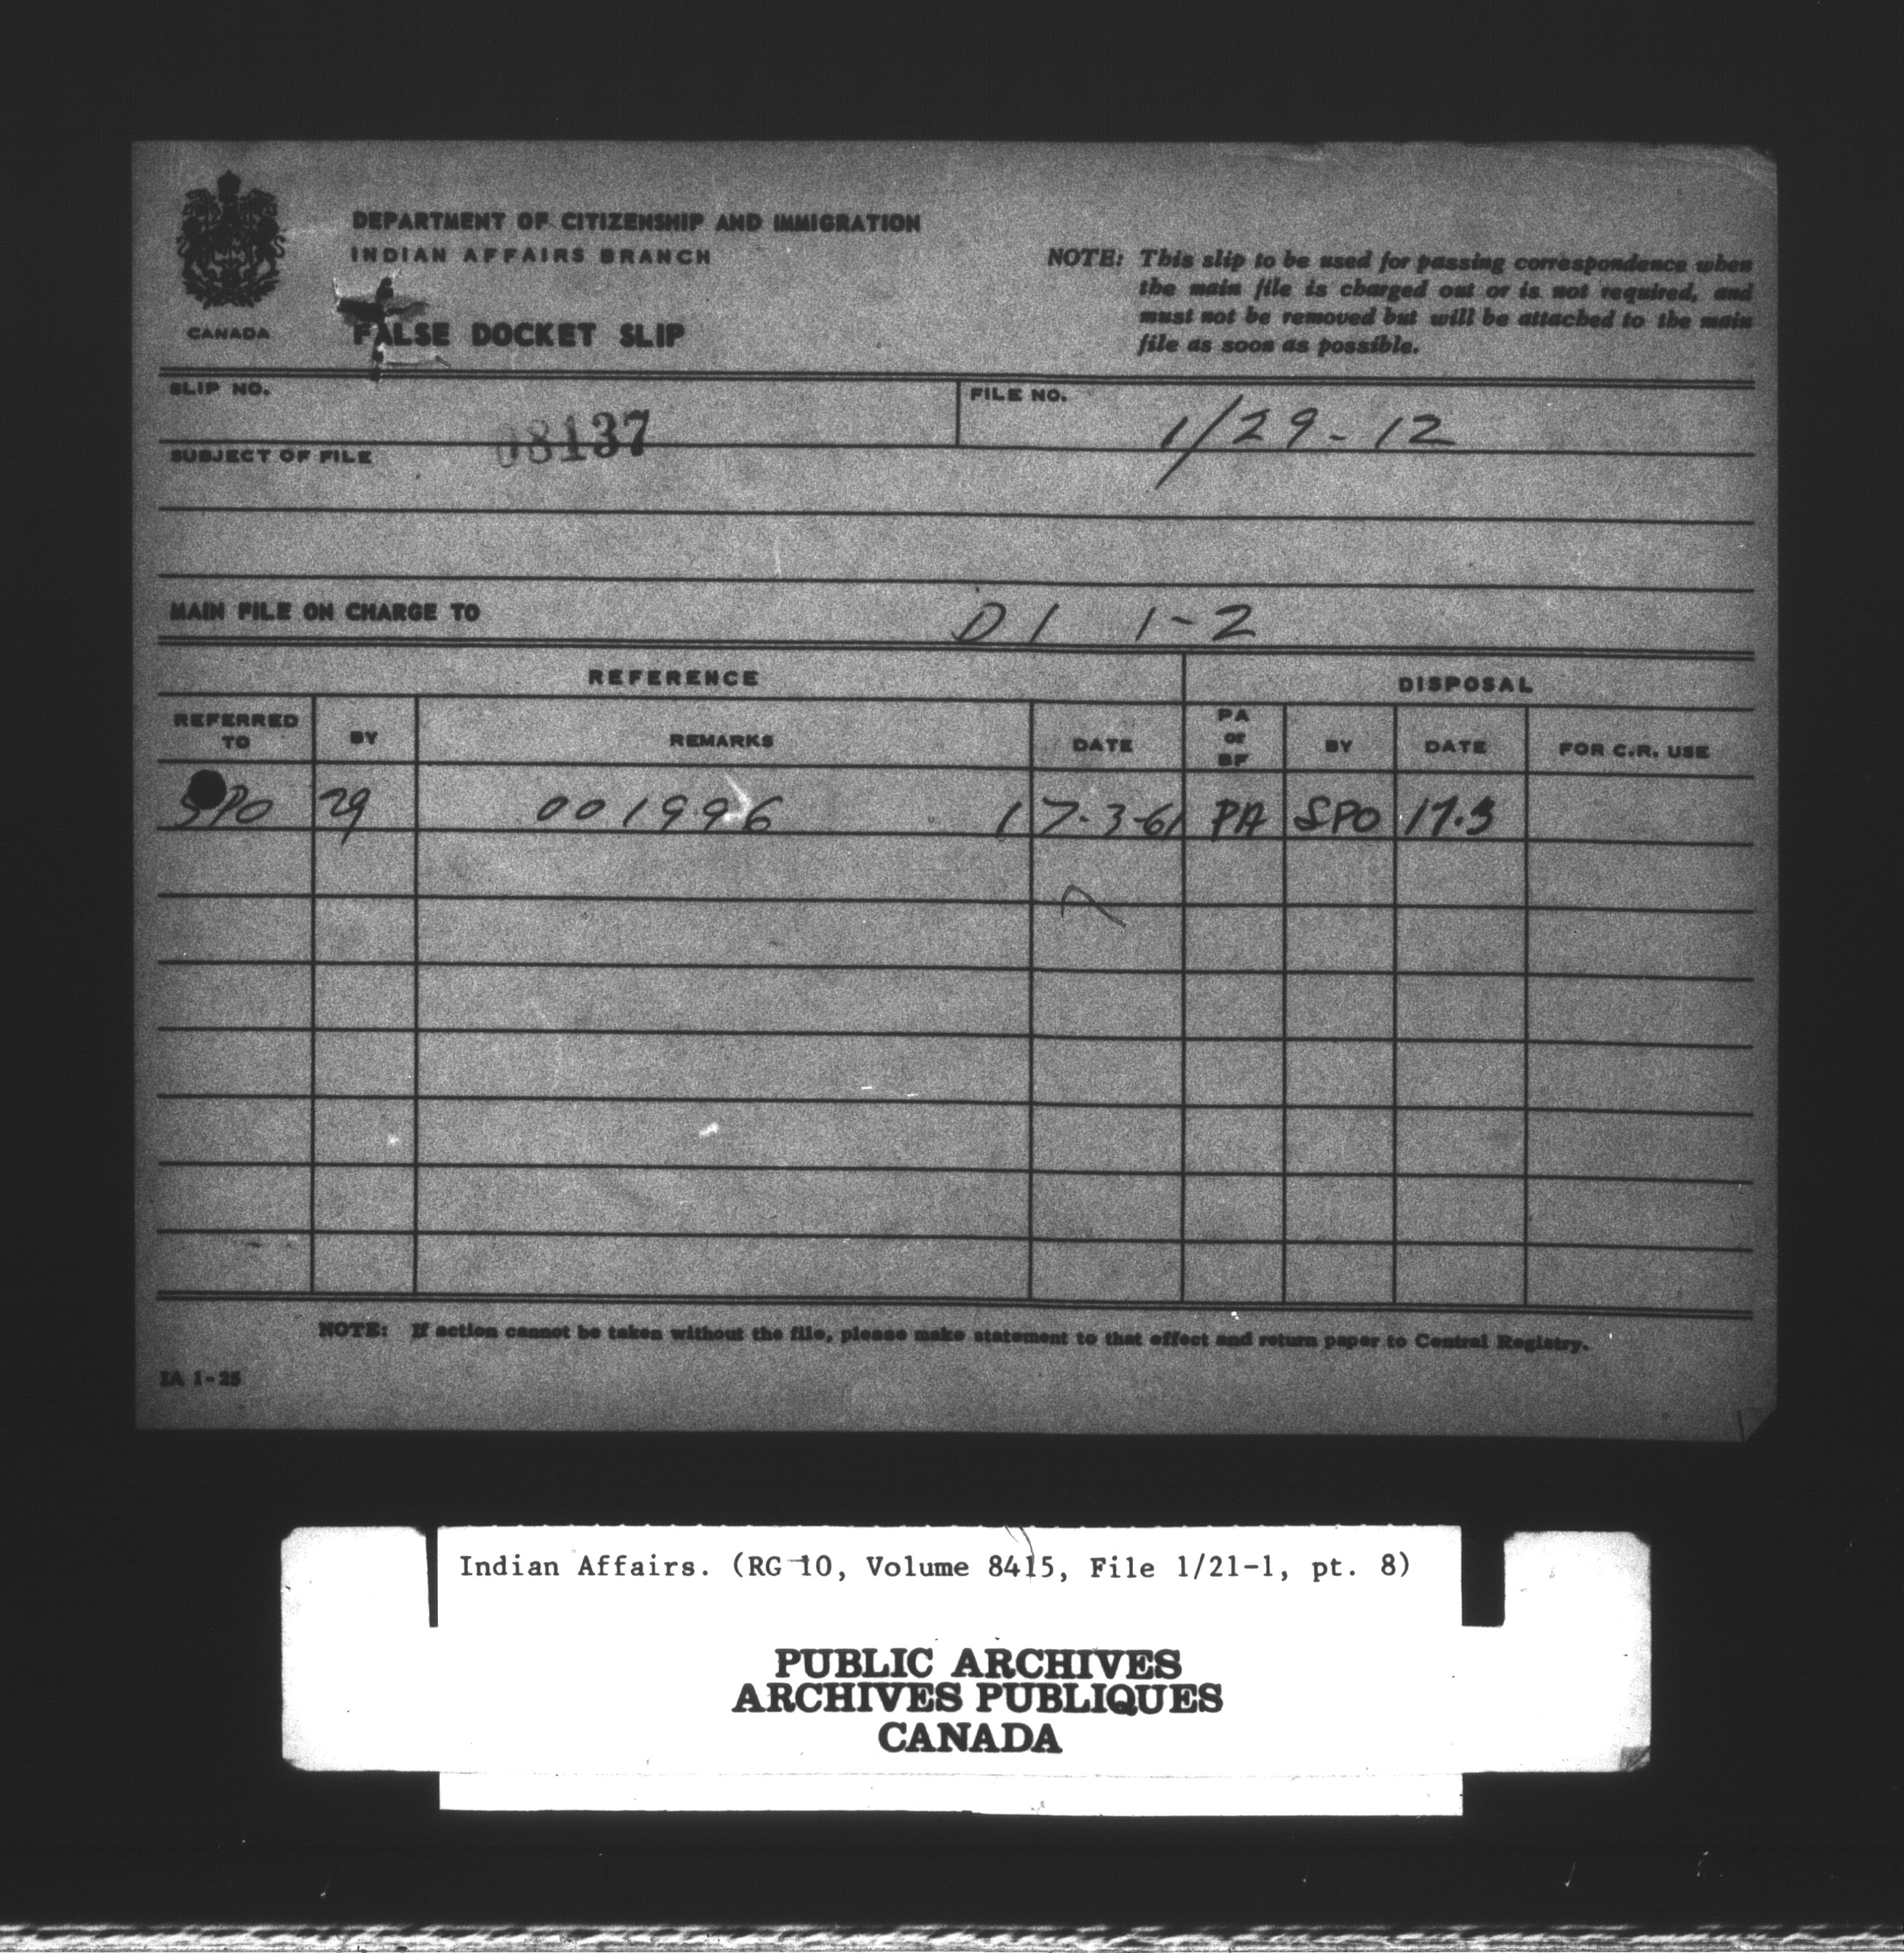 DEPARTMENT OF CITIZENSHIP AND IMMIGRATION
INDIAN AFFAIRS BRANCH
CANADA
FALSE DOCKET SLIP
NOTE: This slip to be used for passing correspondence when
the main file is charged out or is not required, and
must not be removed but will be attached to the main
file as soon as possible.
SLIP NO.
08137
FILE NO.
1/29-12
SUBJECT OF FILE
MAIN FILE ON CHARGE TO
D1 1-2
REFERENCE
DISPOSAL
REFERRED
TO
BY
REMARKS
DATE
PA
or
BF
BY
DATE
FOR C.R. USE
SPO 29 001996 17-3-61 PA SPO 17.3
NOTE: If action cannot be taken without the file, please make statement to that effect and return paper to Central Registry.
IA 1-25
Indian Affairs. (RG 10, Volume 8415, File 1/21-1, pt. 8)
PUBLIC ARCHIVES
ARCHIVES PUBLIQUES
CANADA